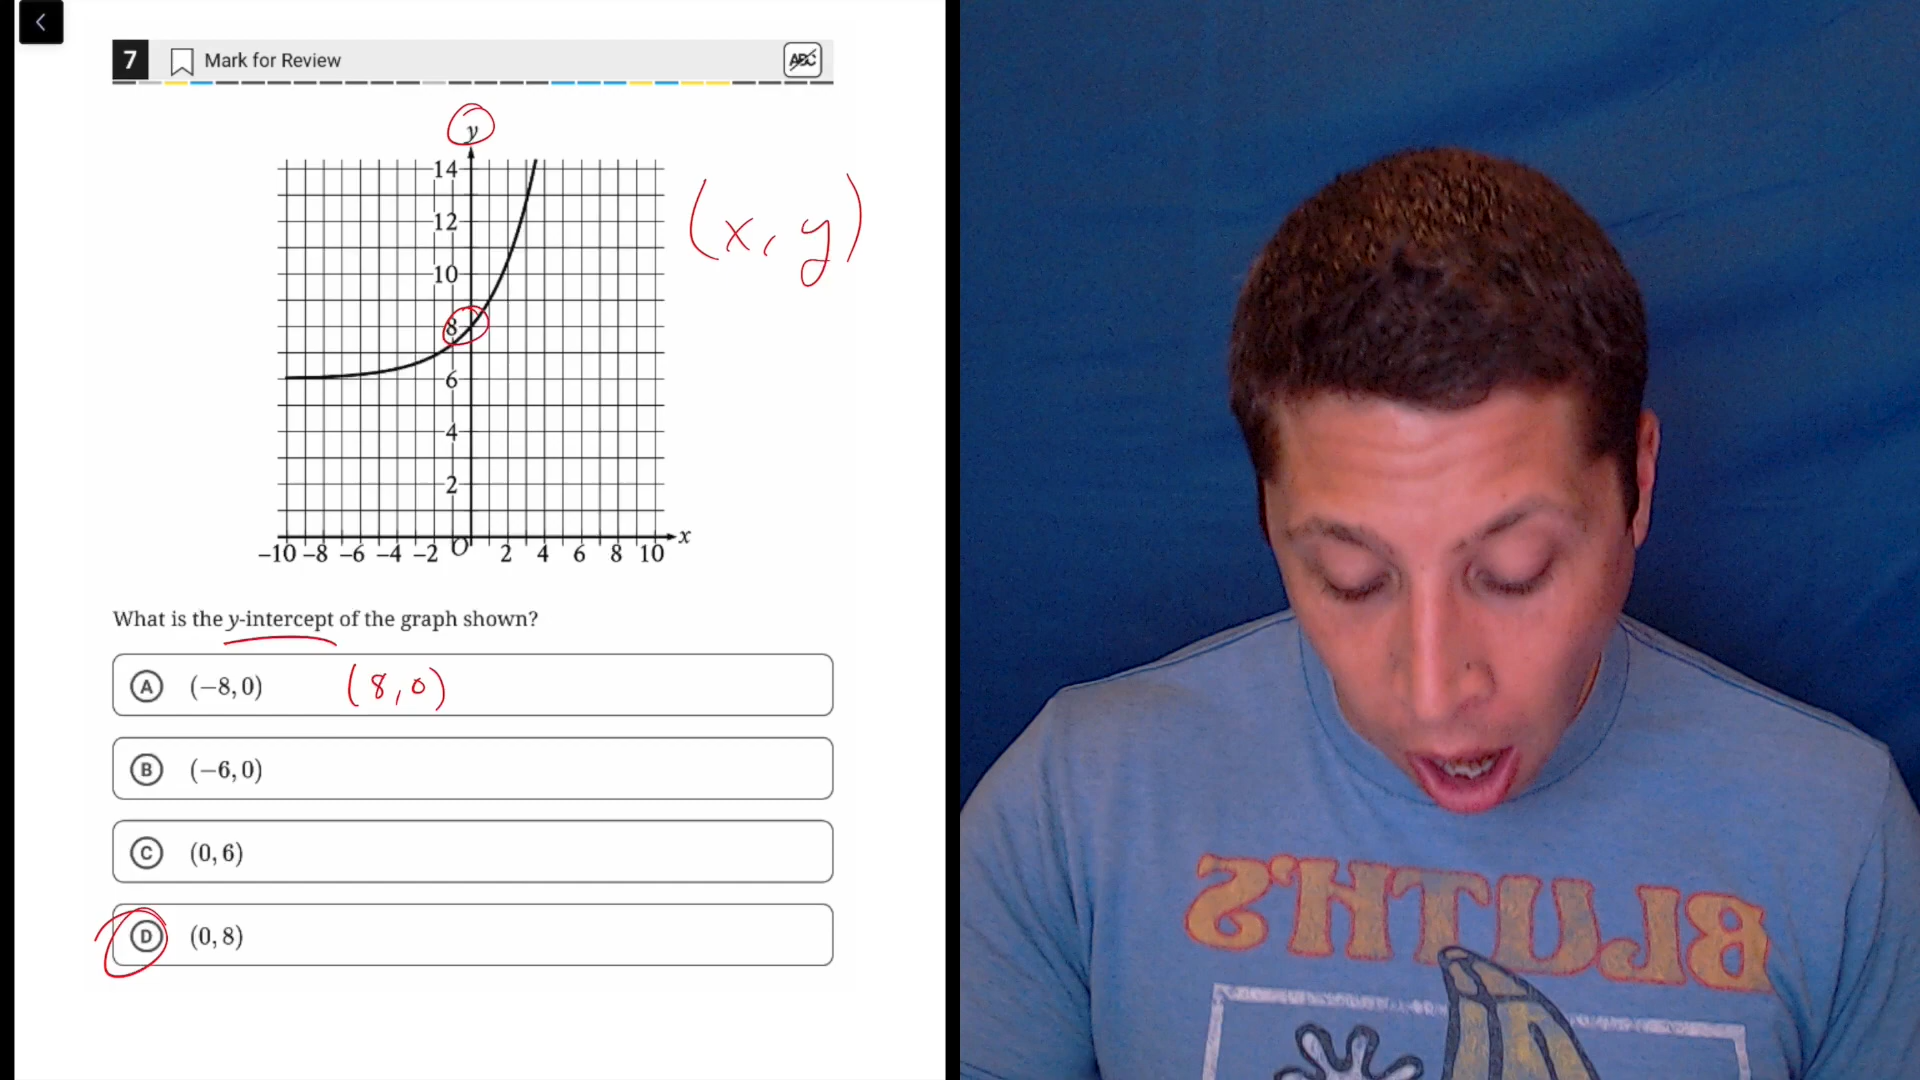 7 Mark for Review ABC
y
14
12
(x, y)
10
8
6
4
2
−10 −8 −6 −4 −2 O 2 4 6 8 10 x
What is the y-intercept of the graph shown?
A (−8, 0) (8, 0)
B (−6, 0)
C (0, 6)
D (0, 8)
BLUTH'S